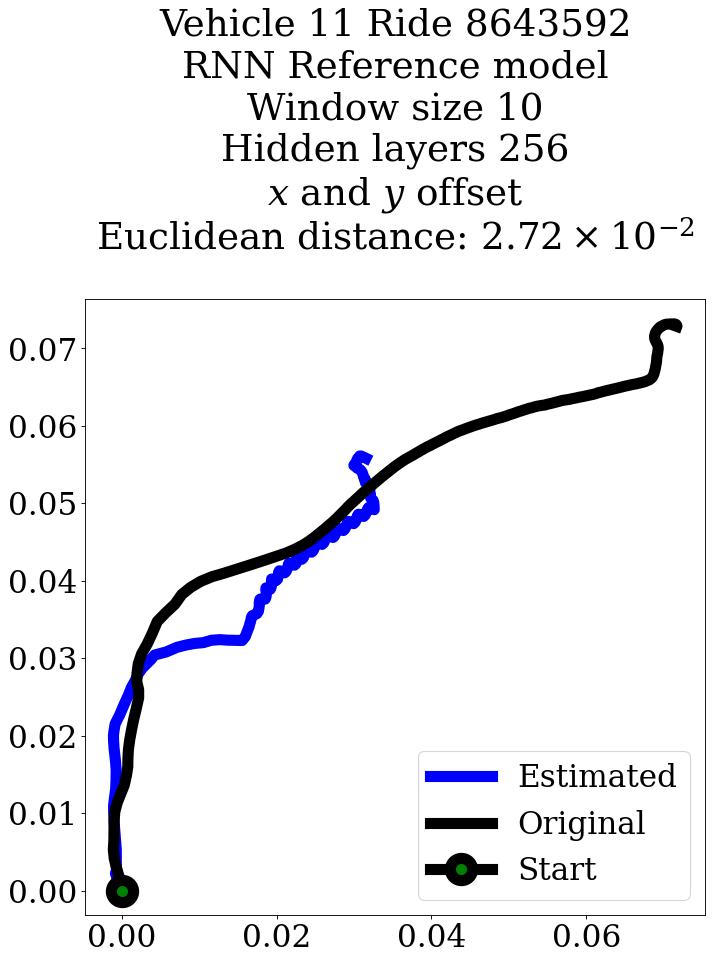 Vehicle 11 Ride 8643592
RNN Reference model
Window size 10
Hidden layers 256
x and y offset
Euclidean distance: 2.72 × 10⁻²
0.07
0.06
0.05
0.04
0.03
0.02
0.01
0.00
Estimated
Original
Start
0.00 0.02 0.04 0.06